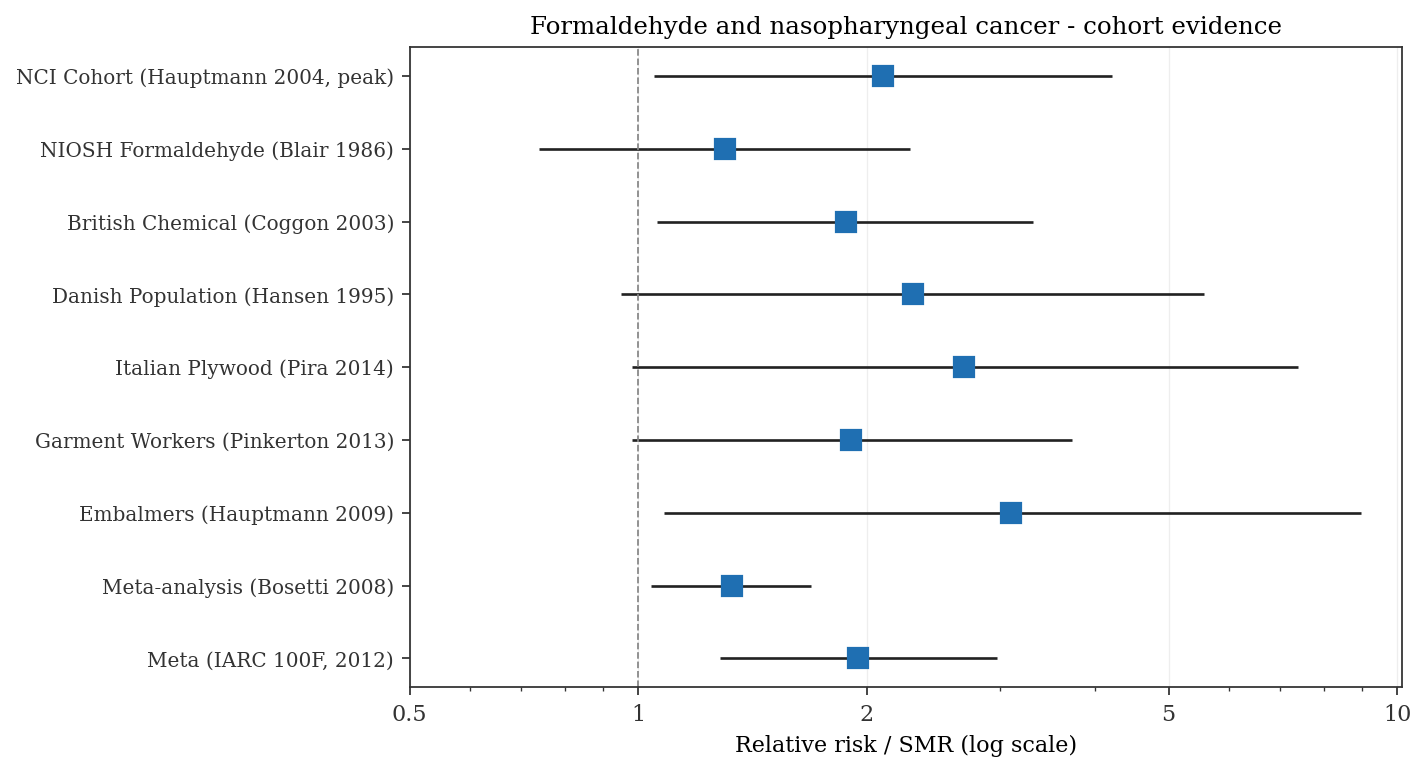 Formaldehyde and nasopharyngeal cancer - cohort evidence
NCI Cohort (Hauptmann 2004, peak)
NIOSH Formaldehyde (Blair 1986)
British Chemical (Coggon 2003)
Danish Population (Hansen 1995)
Italian Plywood (Pira 2014)
Garment Workers (Pinkerton 2013)
Embalmers (Hauptmann 2009)
Meta-analysis (Bosetti 2008)
Meta (IARC 100F, 2012)
0.5 1 2 5 10
Relative risk / SMR (log scale)